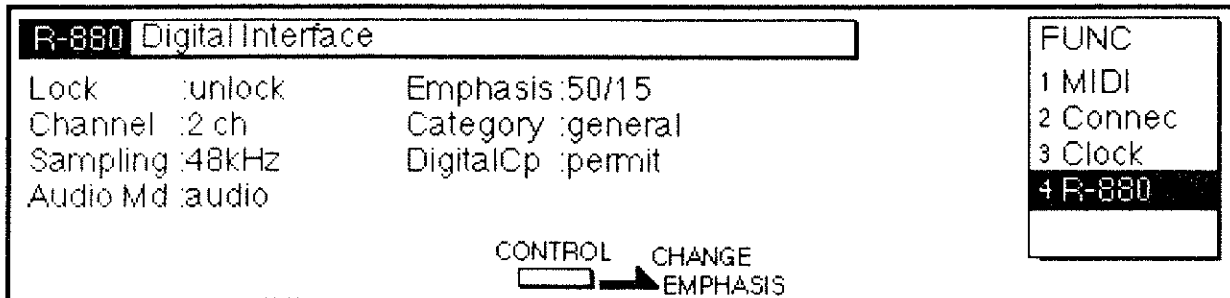 R-880 Digital Interface
Lock :unlock Emphasis:50/15
Channel :2 ch Category :general
Sampling :48kHz DigitalCp :permit
Audio Md :audio
CONTROL CHANGE
EMPHASIS
FUNC
1 MIDI
2 Connec
3 Clock
4 R-880